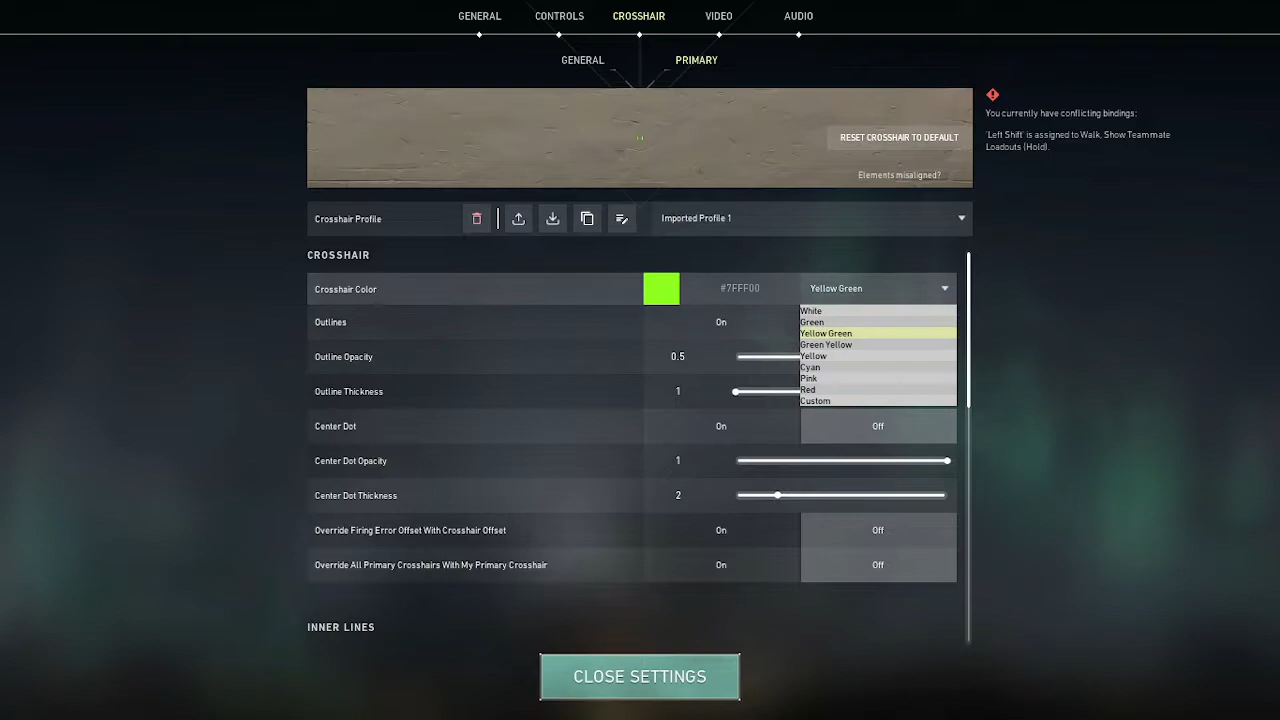 GENERAL CONTROLS CROSSHAIR VIDEO AUDIO
GENERAL PRIMARY
You currently have conflicting bindings:
'Left Shift' is assigned to Walk, Show Teammate
Loadouts (Hold).
RESET CROSSHAIR TO DEFAULT
Elements misaligned?
Crosshair Profile Imported Profile 1
CROSSHAIR
Crosshair Color #7FFF00 Yellow Green
White
Green
Yellow Green
Green Yellow
Yellow
Cyan
Pink
Red
Custom
Outlines On
Outline Opacity 0.5
Outline Thickness 1
Center Dot On Off
Center Dot Opacity 1
Center Dot Thickness 2
Override Firing Error Offset With Crosshair Offset On Off
Override All Primary Crosshairs With My Primary Crosshair On Off
INNER LINES
CLOSE SETTINGS